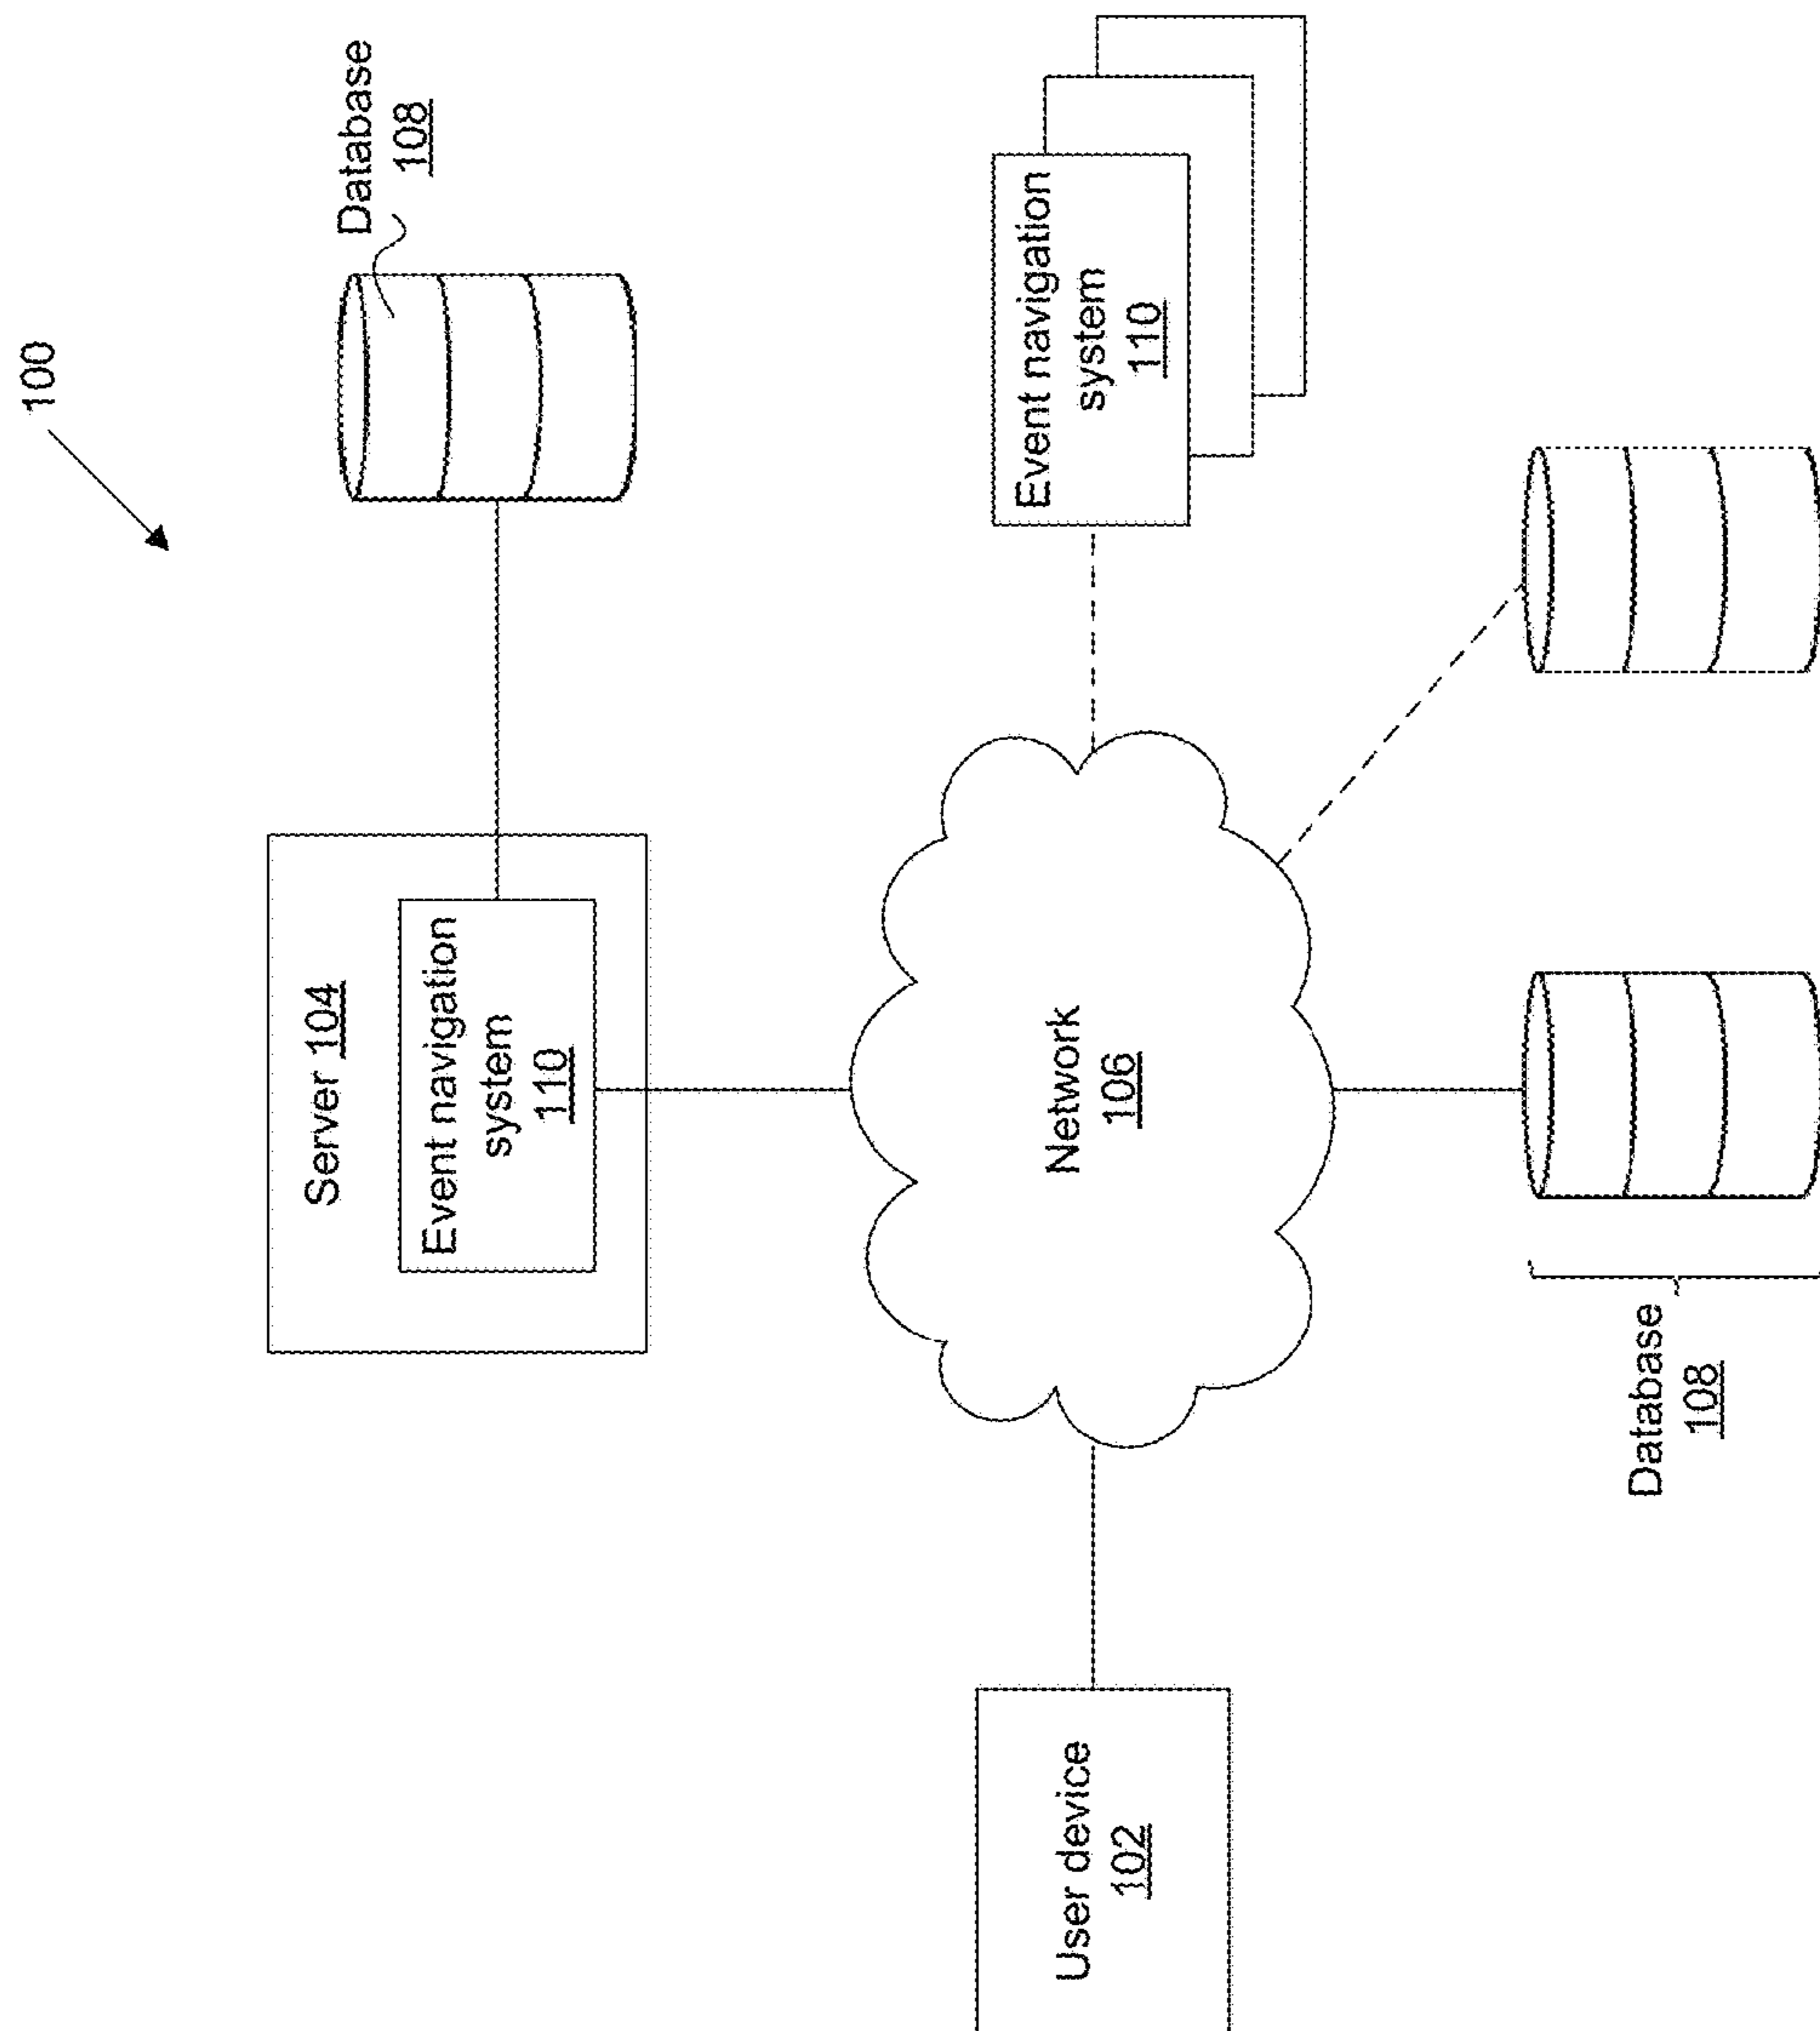 100
Database
108
Server 104
Event navigation
system
110
Event navigation
system
110
Network
106
User device
102
Database
108